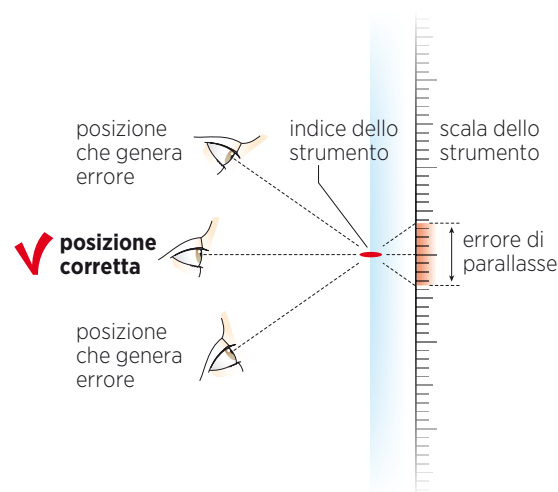 posizione
che genera
errore
indice dello
strumento
scala dello
strumento
posizione
corretta
errore di
parallasse
posizione
che genera
errore